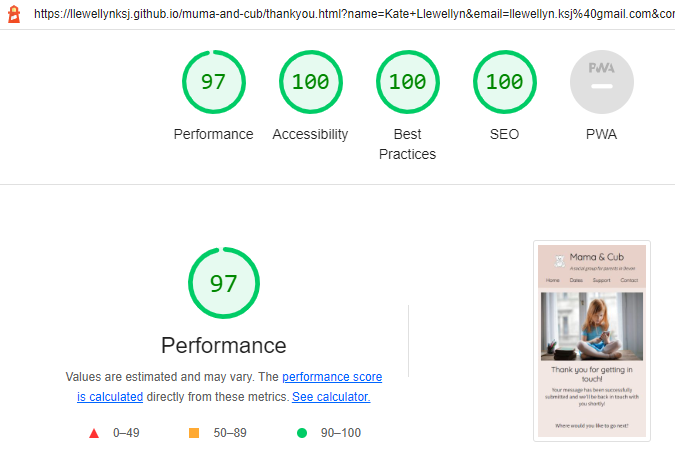 https://llewellynksj.github.io/muma-and-cub/thankyou.html?name=Kate+Llewellyn&email=llewellyn.ksj%40gmail.com&cor
97 100 100 100 PWA
Performance Accessibility Best Practices SEO PWA
97
Performance
Values are estimated and may vary. The performance score
is calculated directly from these metrics. See calculator.
0–49 50–89 90–100
Mama & Cub
A social group for parents in Devon
Home Dates Support Contact
Thank you for getting in
touch!
Your message has been successfully
submitted and we'll be back in touch with
you shortly!
Where would you like to go next?